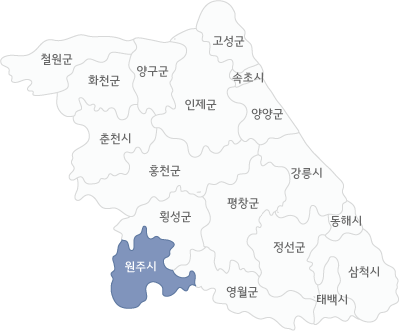 고성군
철원군
속초시
화천군
양구군
인제군
양양군
춘천시
홍천군
강릉시
평창군
횡성군
동해시
정선군
원주시
삼척시
영월군
태백시